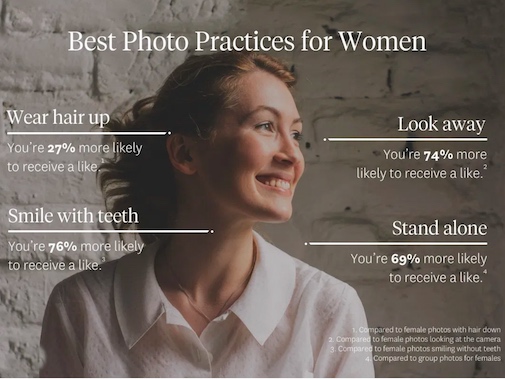 Best Photo Practices for Women
Wear hair up
You're 27% more likely
to receive a like.¹
Look away
You're 74% more
likely to receive a like.²
Smile with teeth
You're 76% more likely
to receive a like.³
Stand alone
You're 69% more likely
to receive a like.⁴
1. Compared to female photos with hair down
2. Compared to female photos looking at the camera
3. Compared to female photos smiling without teeth
4. Compared to group photos for females